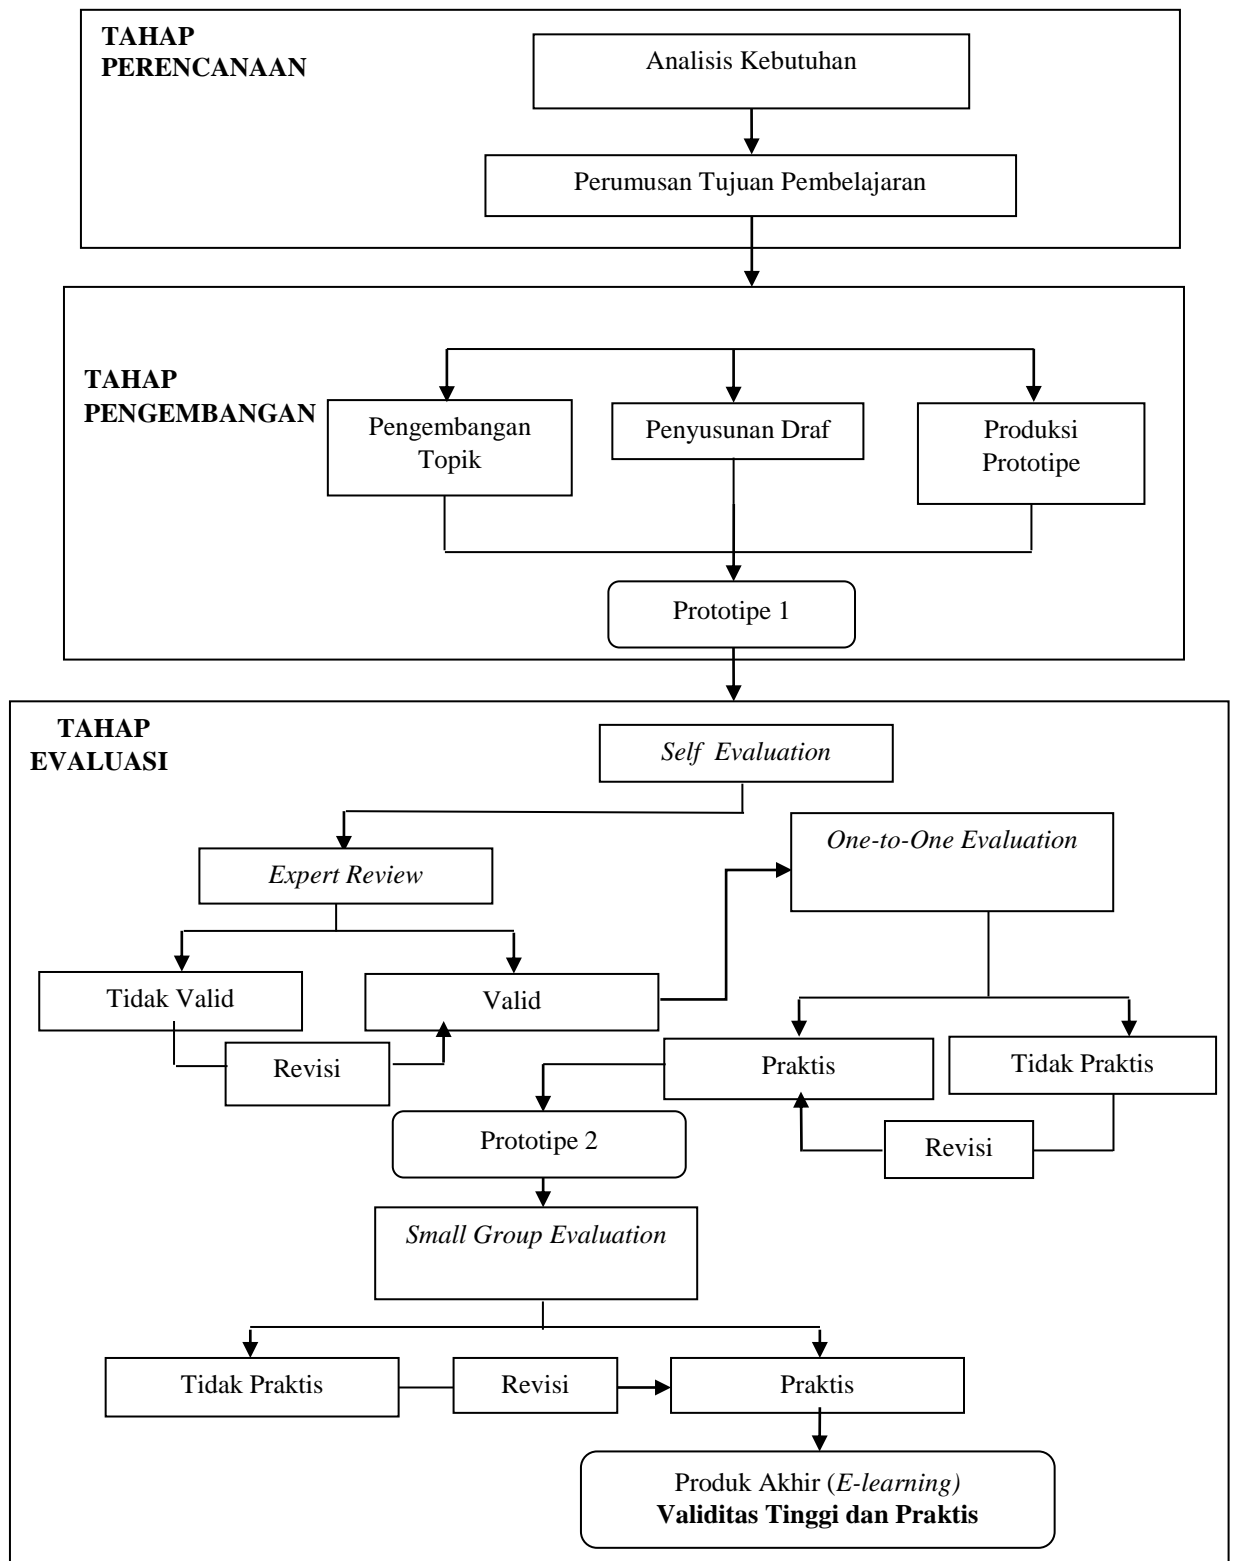 TAHAP
PERENCANAAN
Analisis Kebutuhan
Perumusan Tujuan Pembelajaran
TAHAP
PENGEMBANGAN
Pengembangan
Topik
Penyusunan Draf
Produksi
Prototipe
Prototipe 1
TAHAP
EVALUASI
Self Evaluation
One-to-One Evaluation
Expert Review
Tidak Valid
Valid
Revisi
Praktis
Tidak Praktis
Revisi
Prototipe 2
Small Group Evaluation
Tidak Praktis
Revisi
Praktis
Produk Akhir (E-learning)
Validitas Tinggi dan Praktis